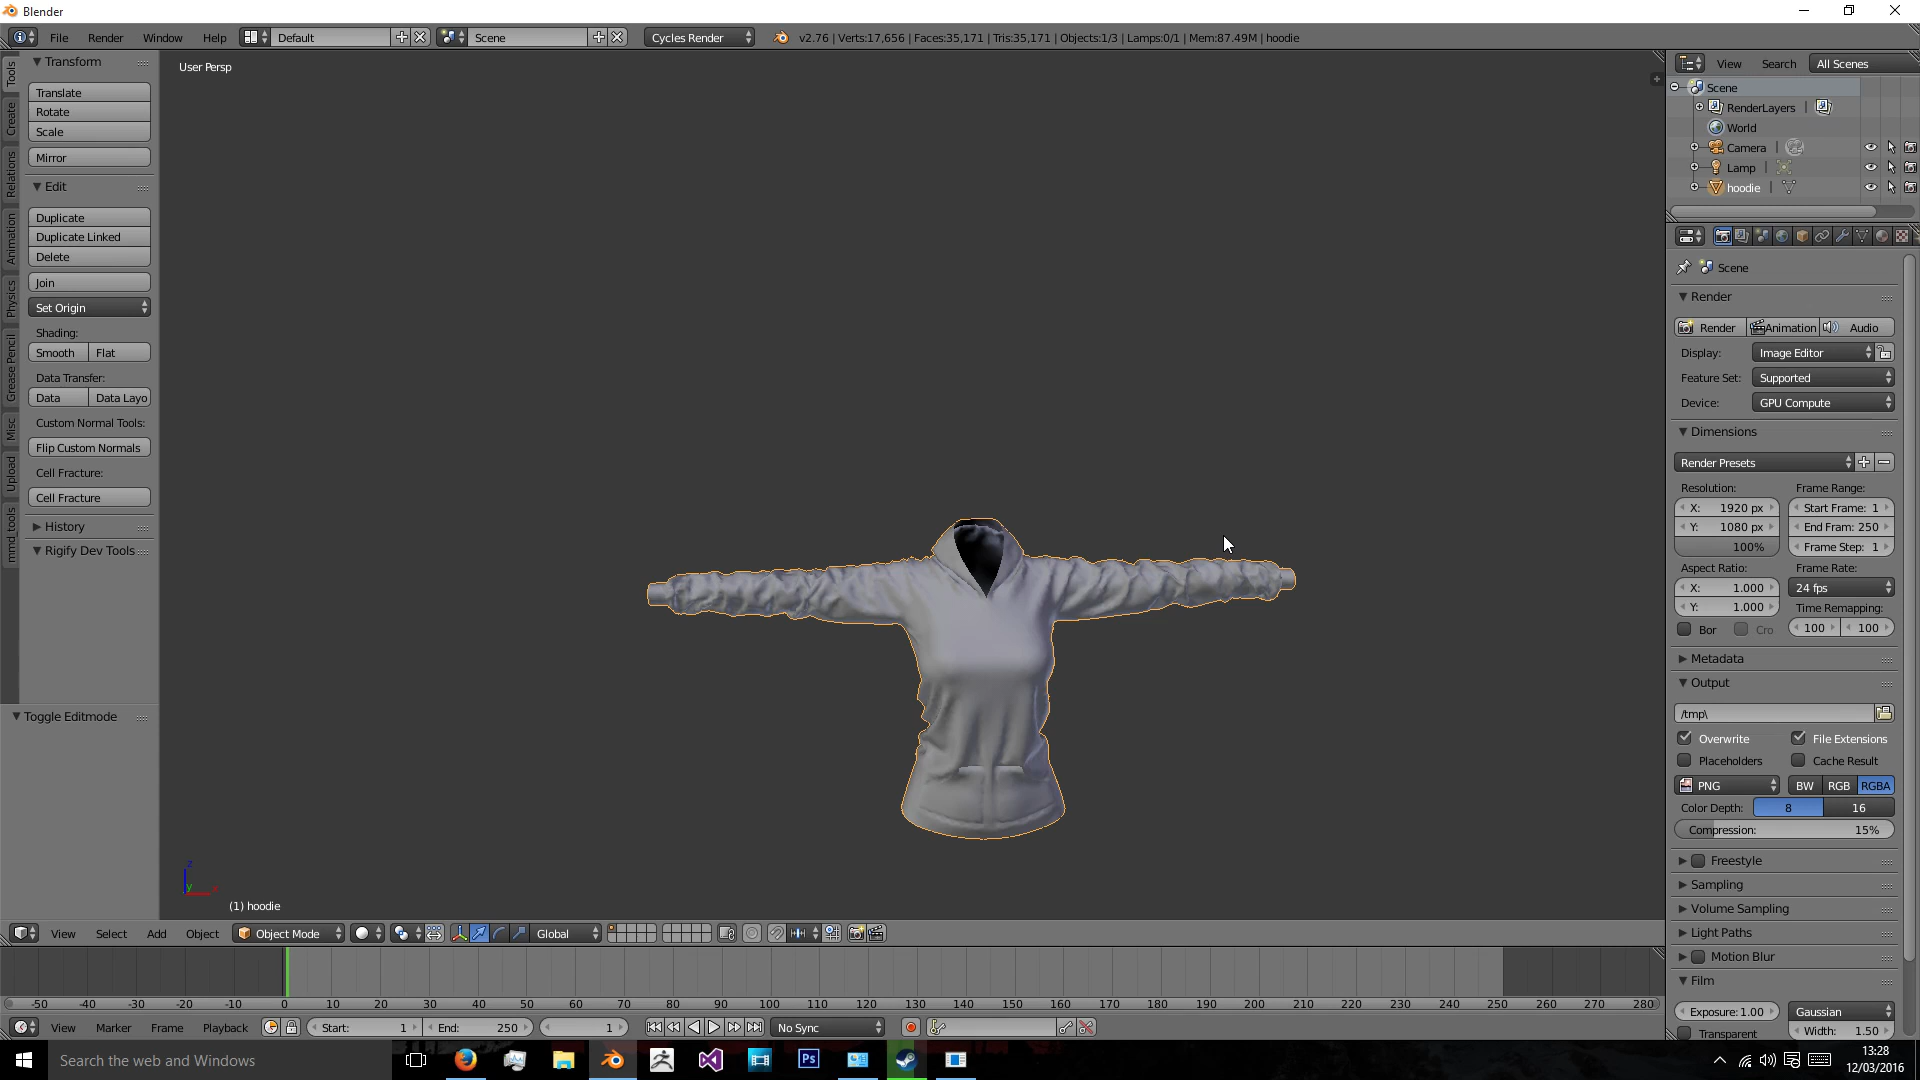 Blender
File Render Window Help Default Scene Cycles Render v2.76 | Verts:17,656 | Faces:35,171 | Tris:35,171 | Objects:1/3 | Lamps:0/1 | Mem:87.49M | hoodie
Tools
Create
Relations
Animation
Physics
Grease Pencil
Misc
Upload
mmd_tools
Transform
Translate
Rotate
Scale
Mirror
Edit
Duplicate
Duplicate Linked
Delete
Join
Set Origin
Shading:
Smooth Flat
Data Transfer:
Data Data Layo
Custom Normal Tools:
Flip Custom Normals
Cell Fracture:
Cell Fracture
History
Rigify Dev Tools
Toggle Editmode
User Persp
z
y
x
(1) hoodie
View Search All Scenes
Scene
RenderLayers |
World
Camera |
Lamp |
hoodie |
Scene
Render
Render Animation Audio
Display: Image Editor
Feature Set: Supported
Device: GPU Compute
Dimensions
Render Presets
Resolution: Frame Range:
X: 1920 px Start Frame: 1
Y: 1080 px End Fram: 250
100% Frame Step: 1
Aspect Ratio: Frame Rate:
X: 1.000 24 fps
Y: 1.000 Time Remapping:
Bor Cro 100 100
Metadata
Output
/tmp\
Overwrite File Extensions
Placeholders Cache Result
PNG BW RGB RGBA
Color Depth: 8 16
Compression: 15%
Freestyle
Sampling
Volume Sampling
Light Paths
Motion Blur
Film
Exposure: 1.00 Gaussian
Transparent Width: 1.50
View Select Add Object Object Mode Global
-50 -40 -30 -20 -10 0 10 20 30 40 50 60 70 80 90 100 110 120 130 140 150 160 170 180 190 200 210 220 230 240 250 260 270 280
View Marker Frame Playback Start: 1 End: 250 1 No Sync
Search the web and Windows
Ps
13:28
12/03/2016